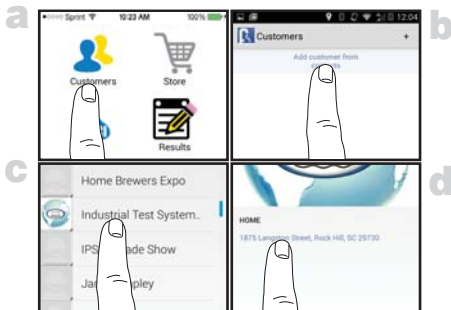 a
Sprint 10:23 AM 100%
Customers Store
Results
b
12:04
Customers +
Add customer from
c
Home Brewers Expo
Industrial Test System..
IPS ade Show
Ja pley
d
HOME
1875 Langston Street, Rock Hill, SC 29730